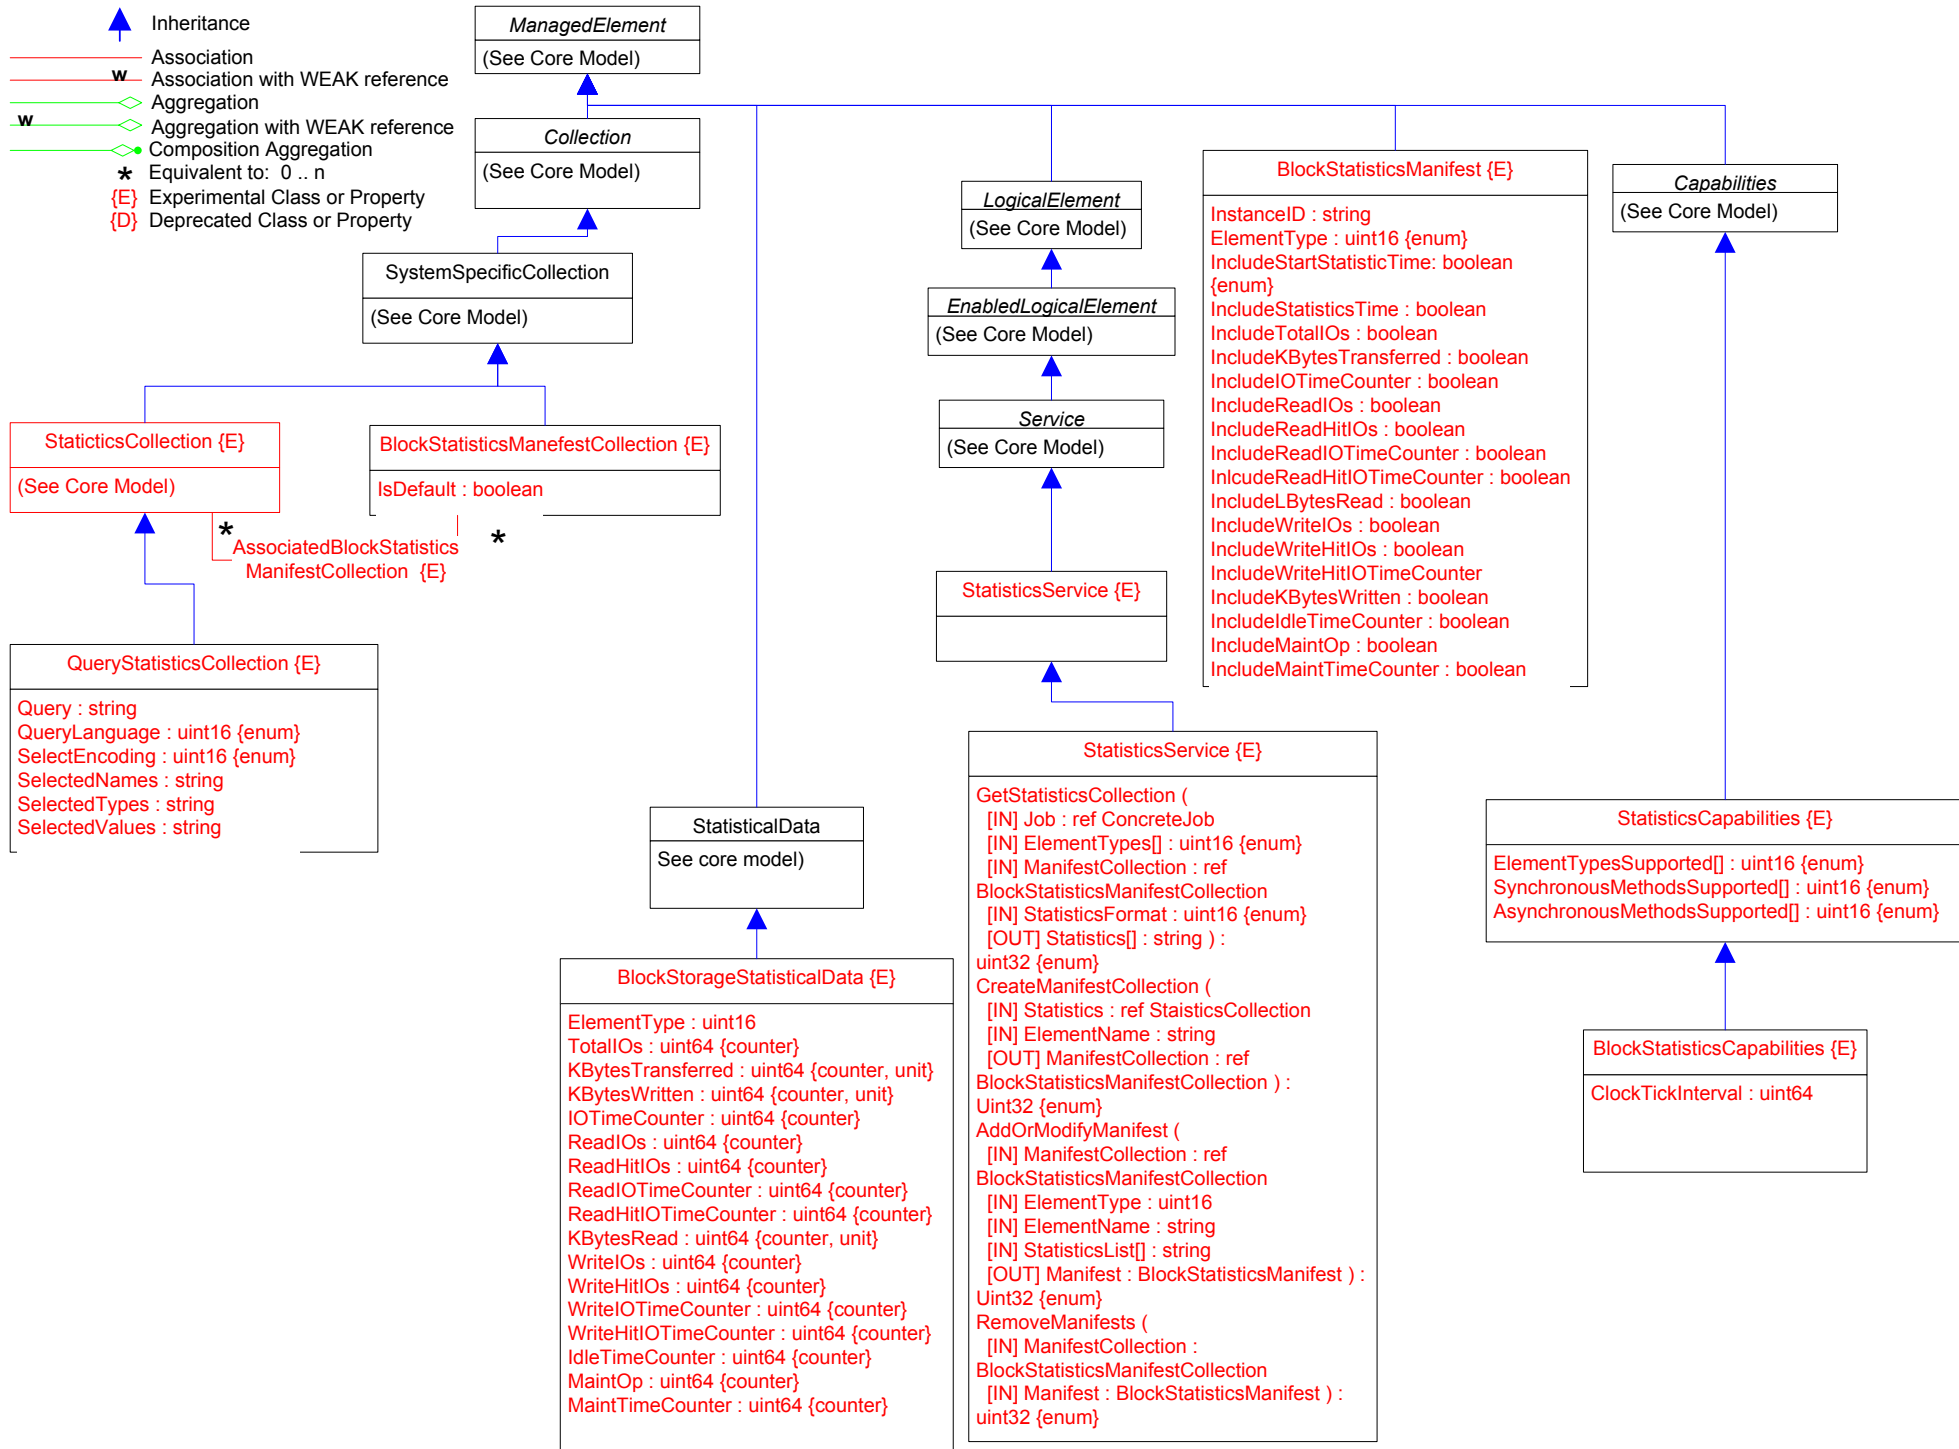 Inheritance
Association
w
Association with WEAK reference
Aggregation
w
Aggregation with WEAK reference
Composition Aggregation
* Equivalent to: 0 .. n
{E} Experimental Class or Property
{D} Deprecated Class or Property
ManagedElement
(See Core Model)
Collection
(See Core Model)
SystemSpecificCollection
(See Core Model)
StaticticsCollection {E}
(See Core Model)
BlockStatisticsManefestCollection {E}
IsDefault : boolean
*
*
AssociatedBlockStatistics
ManifestCollection {E}
QueryStatisticsCollection {E}
Query : string
QueryLanguage : uint16 {enum}
SelectEncoding : uint16 {enum}
SelectedNames : string
SelectedTypes : string
SelectedValues : string
StatisticalData
See core model)
BlockStorageStatisticalData {E}
ElementType : uint16
TotalIOs : uint64 {counter}
KBytesTransferred : uint64 {counter, unit}
KBytesWritten : uint64 {counter, unit}
IOTimeCounter : uint64 {counter}
ReadIOs : uint64 {counter}
ReadHitIOs : uint64 {counter}
ReadIOTimeCounter : uint64 {counter}
ReadHitIOTimeCounter : uint64 {counter}
KBytesRead : uint64 {counter, unit}
WriteIOs : uint64 {counter}
WriteHitIOs : uint64 {counter}
WriteIOTimeCounter : uint64 {counter}
WriteHitIOTimeCounter : uint64 {counter}
IdleTimeCounter : uint64 {counter}
MaintOp : uint64 {counter}
MaintTimeCounter : uint64 {counter}
LogicalElement
(See Core Model)
EnabledLogicalElement
(See Core Model)
Service
(See Core Model)
StatisticsService {E}
StatisticsService {E}
GetStatisticsCollection (
[IN] Job : ref ConcreteJob
[IN] ElementTypes[] : uint16 {enum}
[IN] ManifestCollection : ref
BlockStatisticsManifestCollection
[IN] StatisticsFormat : uint16 {enum}
[OUT] Statistics[] : string ) :
uint32 {enum}
CreateManifestCollection (
[IN] Statistics : ref StaisticsCollection
[IN] ElementName : string
[OUT] ManifestCollection : ref
BlockStatisticsManifestCollection ) :
Uint32 {enum}
AddOrModifyManifest (
[IN] ManifestCollection : ref
BlockStatisticsManifestCollection
[IN] ElementType : uint16
[IN] ElementName : string
[IN] StatisticsList[] : string
[OUT] Manifest : BlockStatisticsManifest ) :
Uint32 {enum}
RemoveManifests (
[IN] ManifestCollection :
BlockStatisticsManifestCollection
[IN] Manifest : BlockStatisticsManifest ) :
uint32 {enum}
BlockStatisticsManifest {E}
InstanceID : string
ElementType : uint16 {enum}
IncludeStartStatisticTime: boolean
{enum}
IncludeStatisticsTime : boolean
IncludeTotalIOs : boolean
IncludeKBytesTransferred : boolean
IncludeIOTimeCounter : boolean
IncludeReadIOs : boolean
IncludeReadHitIOs : boolean
IncludeReadIOTimeCounter : boolean
InlcudeReadHitIOTimeCounter : boolean
IncludeLBytesRead : boolean
IncludeWriteIOs : boolean
IncludeWriteHitIOs : boolean
IncludeWriteHitIOTimeCounter
IncludeKBytesWritten : boolean
IncludeIdleTimeCounter : boolean
IncludeMaintOp : boolean
IncludeMaintTimeCounter : boolean
Capabilities
(See Core Model)
StatisticsCapabilities {E}
ElementTypesSupported[] : uint16 {enum}
SynchronousMethodsSupported[] : uint16 {enum}
AsynchronousMethodsSupported[] : uint16 {enum}
BlockStatisticsCapabilities {E}
ClockTickInterval : uint64